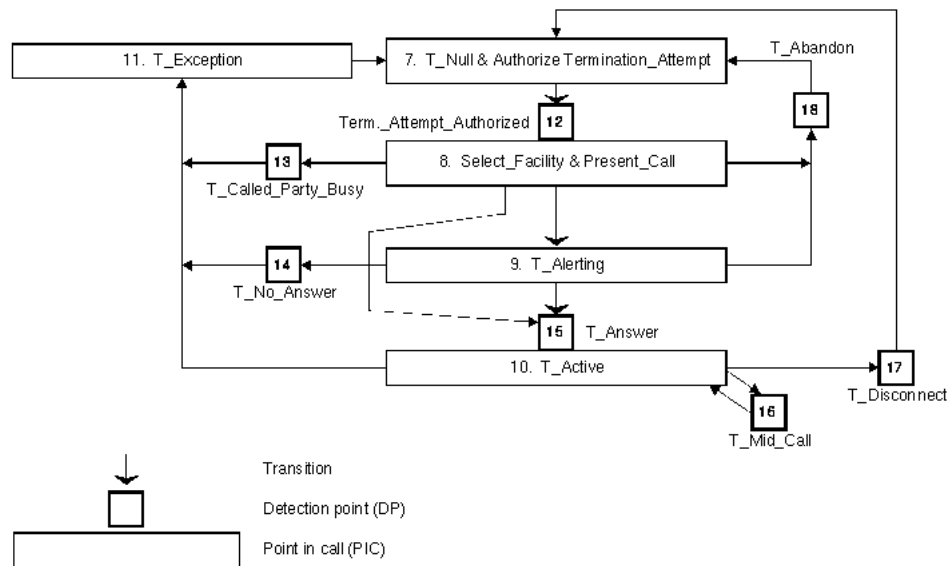 T_Abandon
11. T_Exception
7. T_Null & Authorize Termination_Attempt
18
Term._Attempt_Authorized
12
13
8. Select_Facility & Present_Call
T_Called_Party_Busy
14
9. T_Alerting
T_No_Answer
15
T_Answer
10. T_Active
17
T_Disconnect
16
T_Mid_Call
Transition
Detection point (DP)
Point in call (PIC)